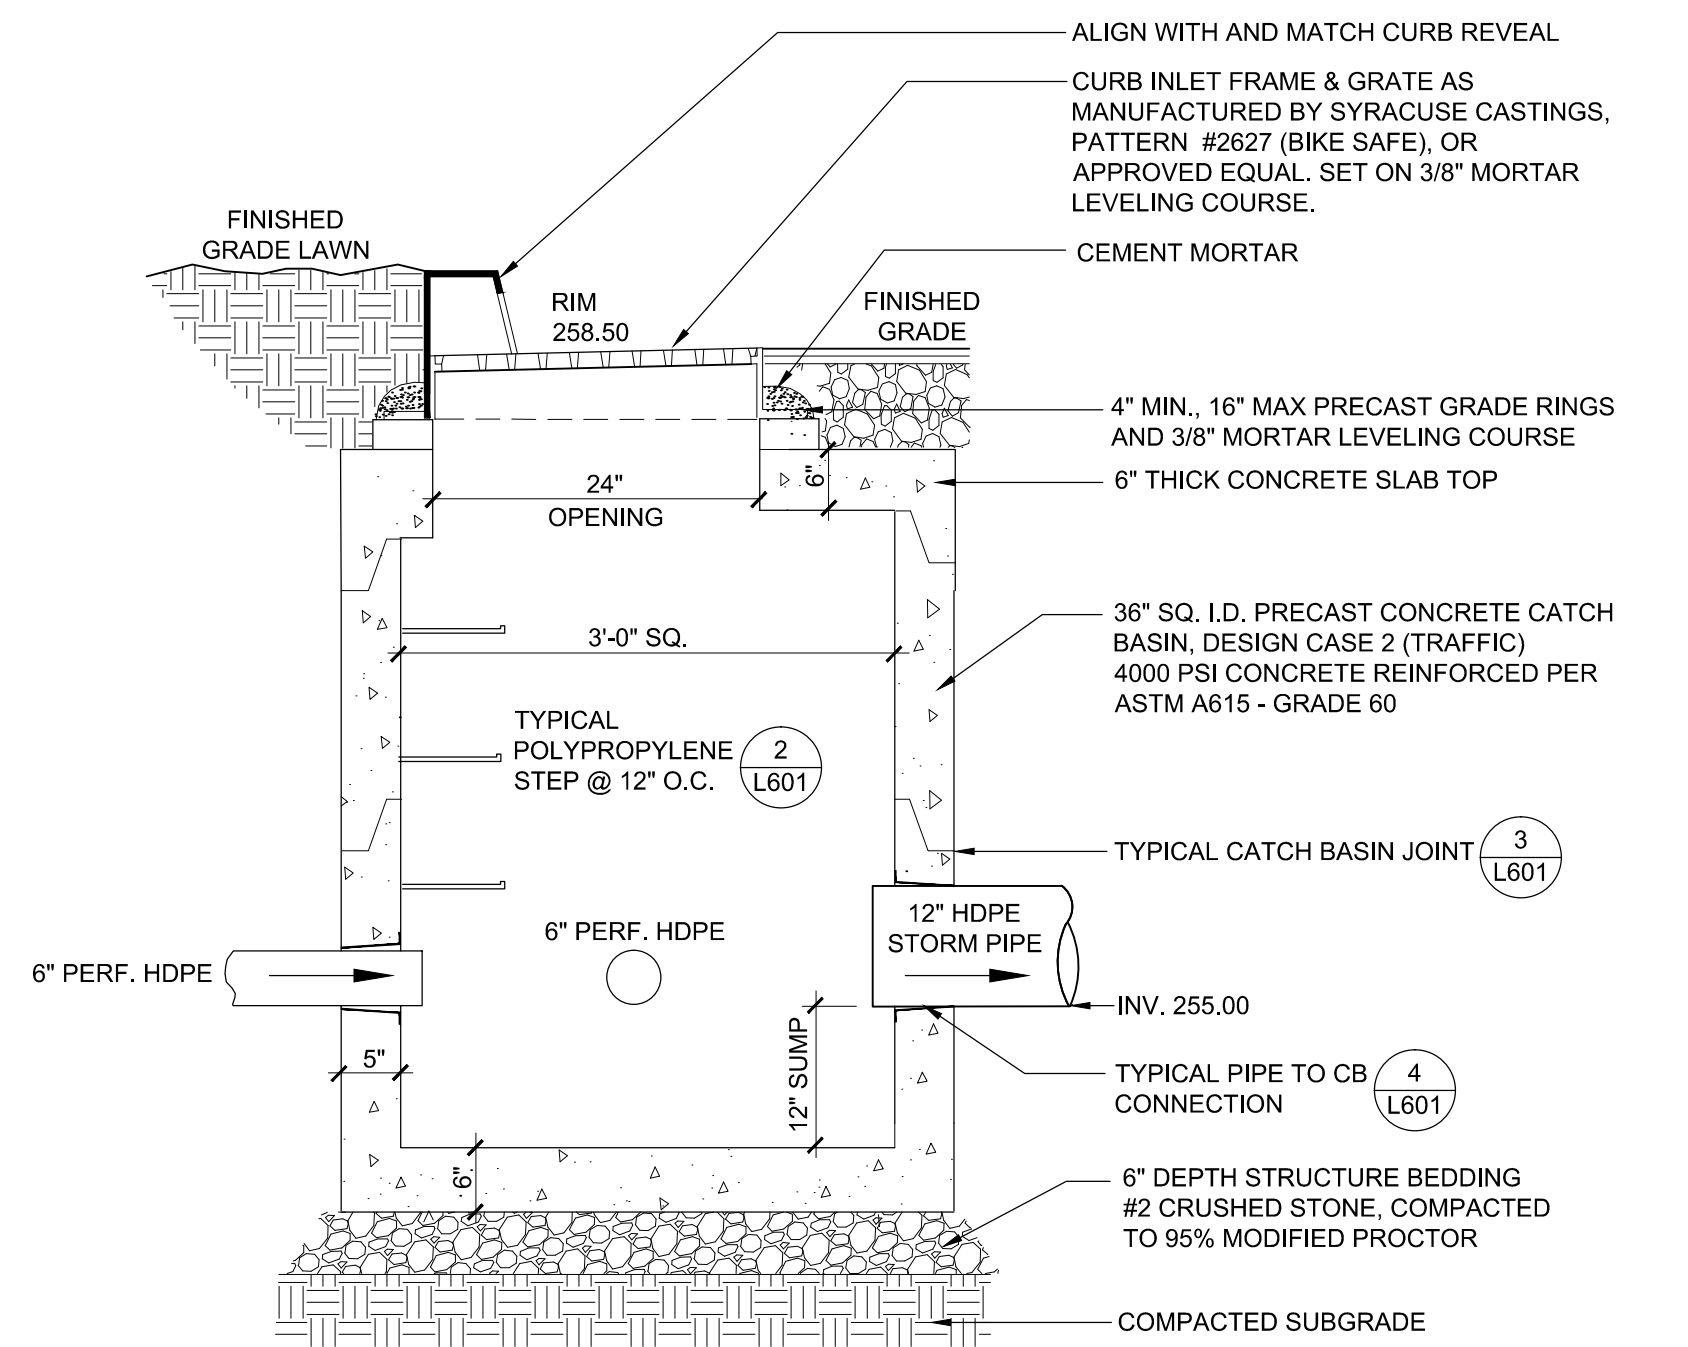 ALIGN WITH AND MATCH CURB REVEAL
CURB INLET FRAME & GRATE AS
MANUFACTURED BY SYRACUSE CASTINGS,
PATTERN #2627 (BIKE SAFE), OR
APPROVED EQUAL. SET ON 3/8" MORTAR
LEVELING COURSE.
FINISHED
GRADE LAWN
CEMENT MORTAR
RIM
258.50
FINISHED
GRADE
4" MIN., 16" MAX PRECAST GRADE RINGS
AND 3/8" MORTAR LEVELING COURSE
6" THICK CONCRETE SLAB TOP
6"
24"
OPENING
36" SQ. I.D. PRECAST CONCRETE CATCH
BASIN, DESIGN CASE 2 (TRAFFIC)
4000 PSI CONCRETE REINFORCED PER
ASTM A615 - GRADE 60
3'-0" SQ.
TYPICAL
POLYPROPYLENE
STEP @ 12" O.C.
2
L601
TYPICAL CATCH BASIN JOINT
3
L601
12" HDPE
STORM PIPE
6" PERF. HDPE
6" PERF. HDPE
INV. 255.00
12" SUMP
5"
TYPICAL PIPE TO CB
CONNECTION
4
L601
6"
6" DEPTH STRUCTURE BEDDING
#2 CRUSHED STONE, COMPACTED
TO 95% MODIFIED PROCTOR
COMPACTED SUBGRADE